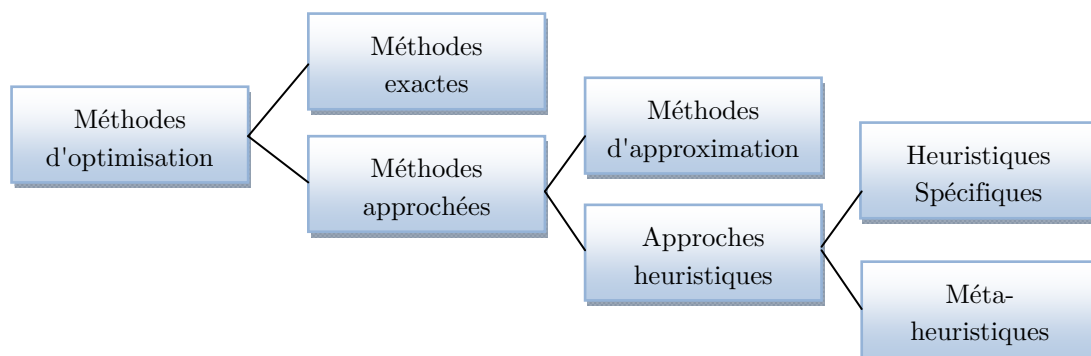 Méthodes
d'optimisation
Méthodes
exactes
Méthodes
approchées
Méthodes
d'approximation
Approches
heuristiques
Heuristiques
Spécifiques
Méta-
heuristiques